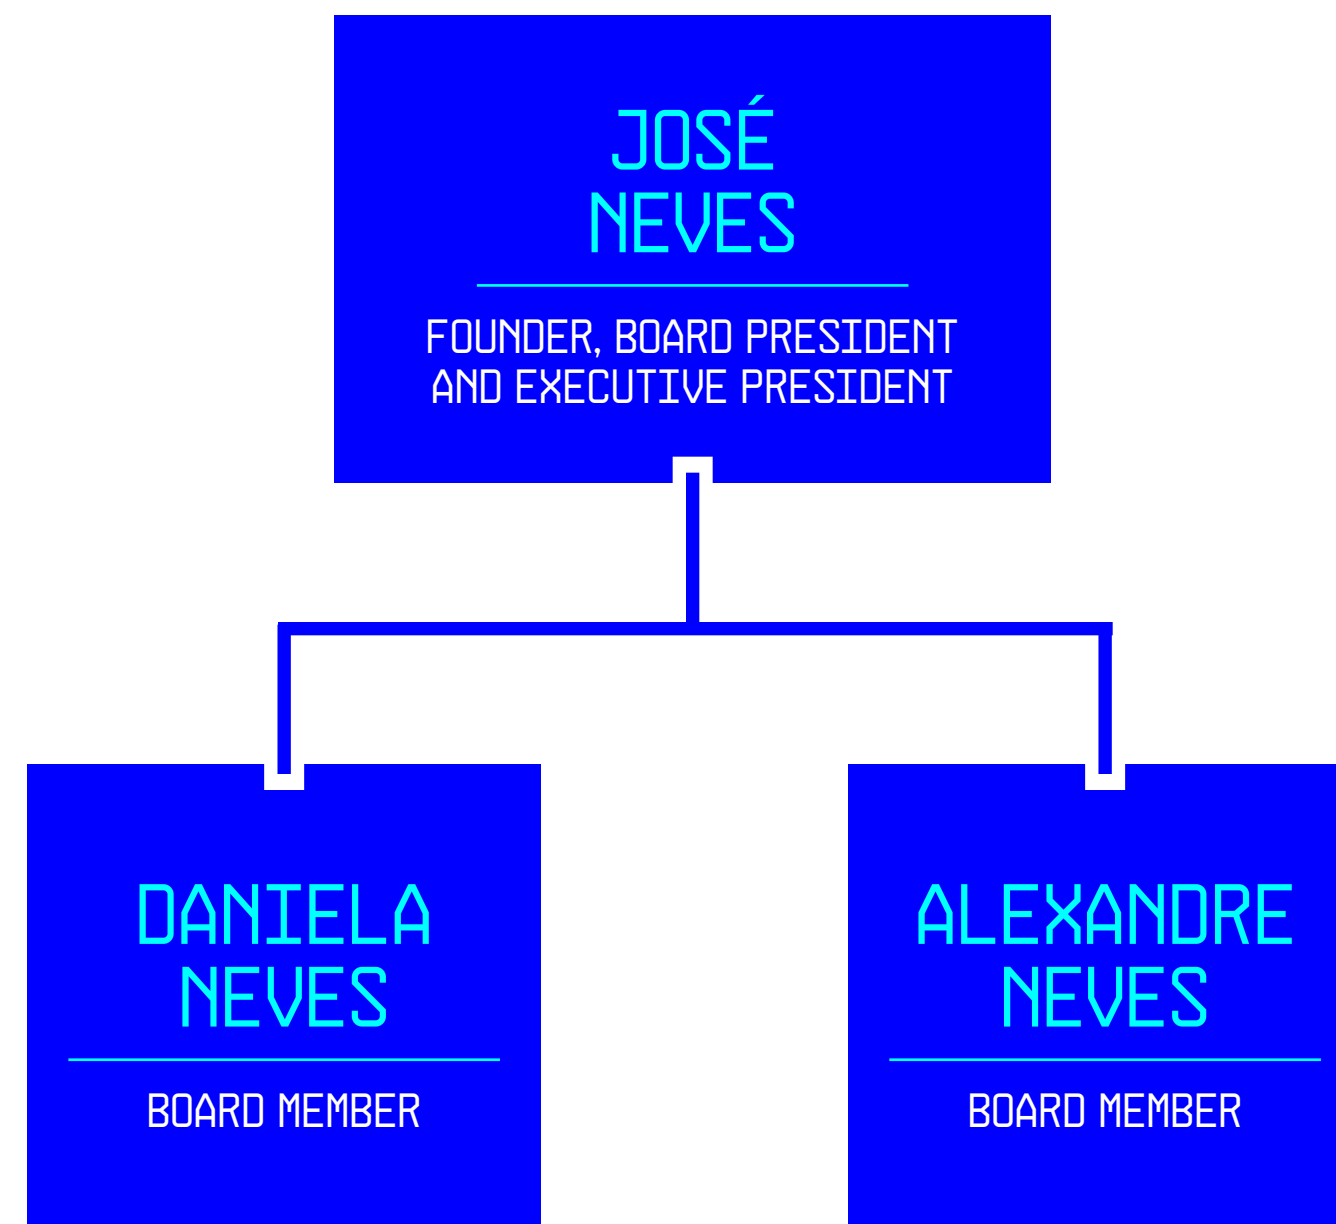 JOSÉ
NEVES
FOUNDER, BOARD PRESIDENT
AND EXECUTIVE PRESIDENT
DANIELA
NEVES
BOARD MEMBER
ALEXANDRE
NEVES
BOARD MEMBER